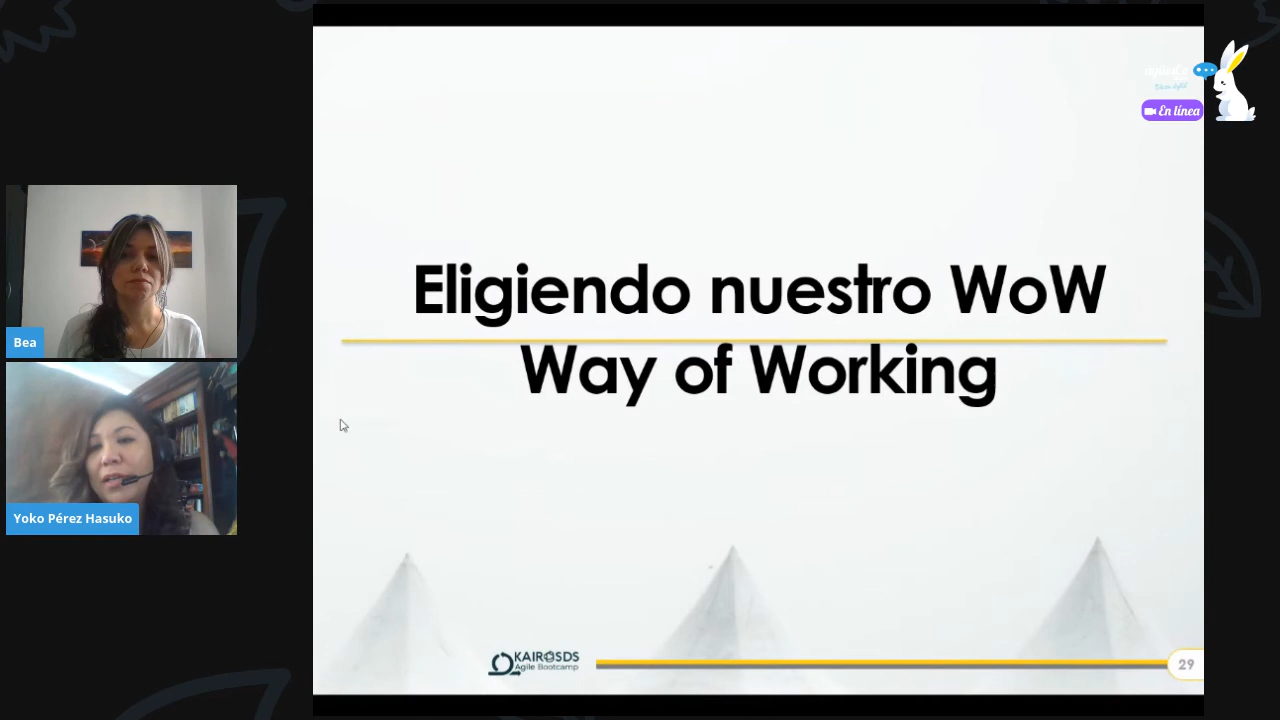 Eligiendo nuestro WoW
Way of Working
En línea
Bea
Yoko Pérez Hasuko
KAIROSDS
Agile Bootcamp
29